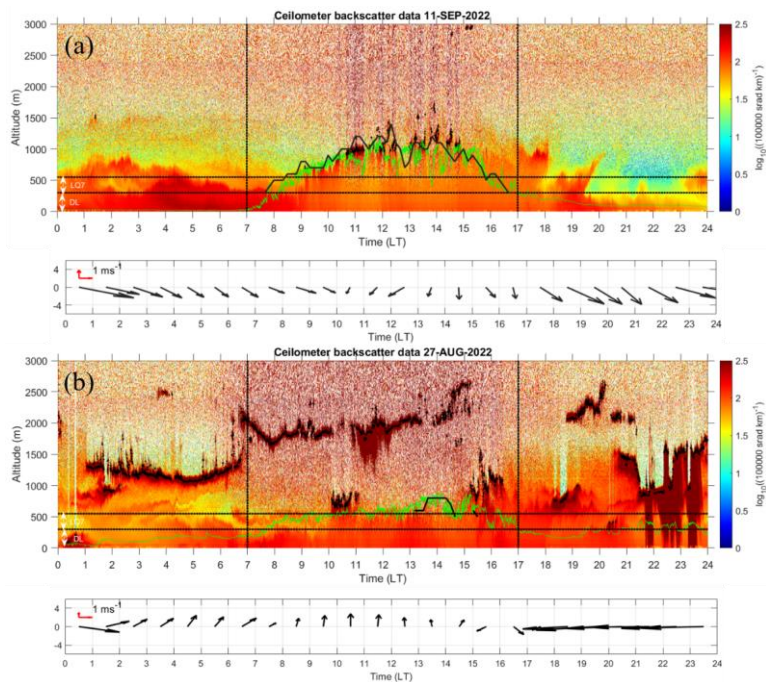 Ceilometer backscatter data 11-SEP-2022
(a)
3000
2500
2000
1500
1000
500
0
Altitude (m)
LQ7
DL
0 1 2 3 4 5 6 7 8 9 10 11 12 13 14 15 16 17 18 19 20 21 22 23 24
Time (LT)
2.5
2
1.5
1
0.5
0
log10((100000 srad km)-1)
4
0
-4
1 ms-1
0 1 2 3 4 5 6 7 8 9 10 11 12 13 14 15 16 17 18 19 20 21 22 23 24
Time (LT)
Ceilometer backscatter data 27-AUG-2022
(b)
3000
2500
2000
1500
1000
500
0
Altitude (m)
DL
0 1 2 3 4 5 6 7 8 9 10 11 12 13 14 15 16 17 18 19 20 21 22 23 24
Time (LT)
2.5
2
1.5
1
0.5
0
log10((100000 srad km)-1)
4
0
-4
1 ms-1
0 1 2 3 4 5 6 7 8 9 10 11 12 13 14 15 16 17 18 19 20 21 22 23 24
Time (LT)